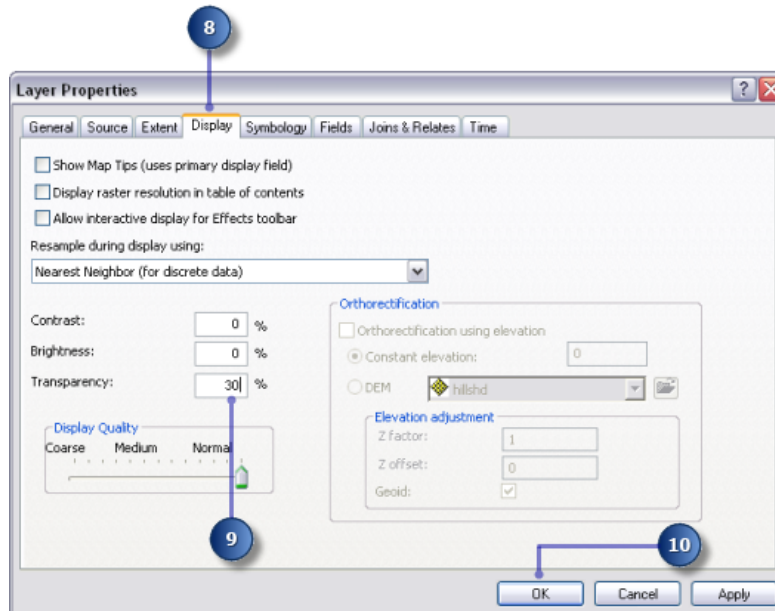 8
Layer Properties
?
General Source Extent Display Symbology Fields Joins & Relates Time
Show Map Tips (uses primary display field)
Display raster resolution in table of contents
Allow interactive display for Effects toolbar
Resample during display using:
Nearest Neighbor (for discrete data)
Contrast: 0 %
Brightness: 0 %
Transparency: 30 %
Display Quality
Coarse Medium Normal
9
Orthorectification
Orthorectification using elevation
Constant elevation: 0
DEM hillshd
Elevation adjustment
Z factor: 1
Z offset: 0
Geoid:
10
OK Cancel Apply